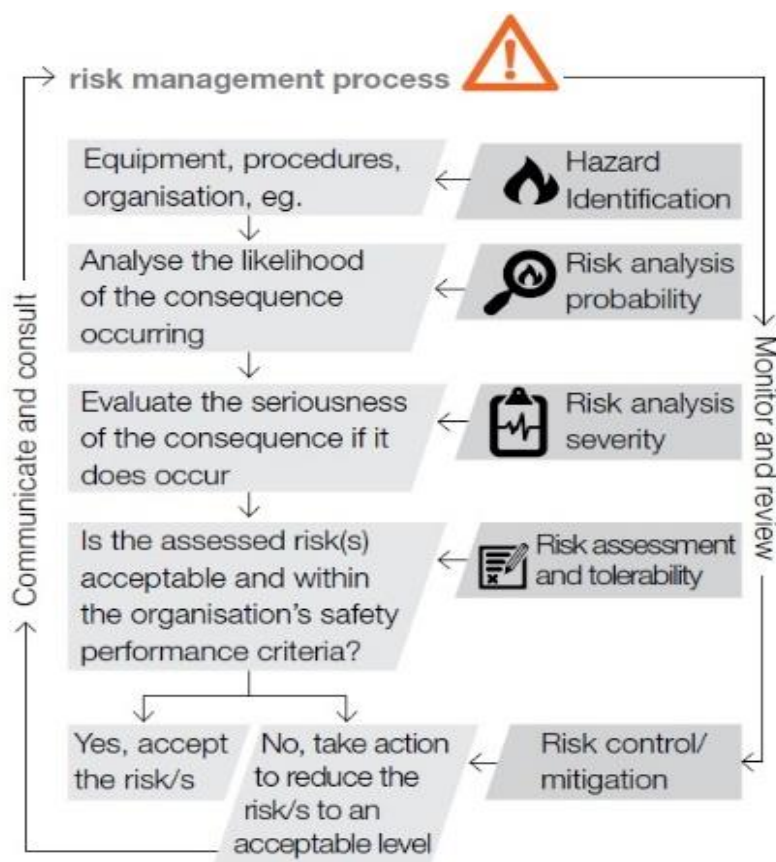 risk management process
Equipment, procedures,
organisation, eg.
Hazard
Identification
Analyse the likelihood
of the consequence
occurring
Risk analysis
probability
Evaluate the seriousness
of the consequence if it
does occur
Risk analysis
severity
Is the assessed risk(s)
acceptable and within
the organisation's safety
performance criteria?
Risk assessment
and tolerability
Yes, accept
the risk/s
No, take action
to reduce the
risk/s to an
acceptable level
Risk control/
mitigation
Communicate and consult
Monitor and review